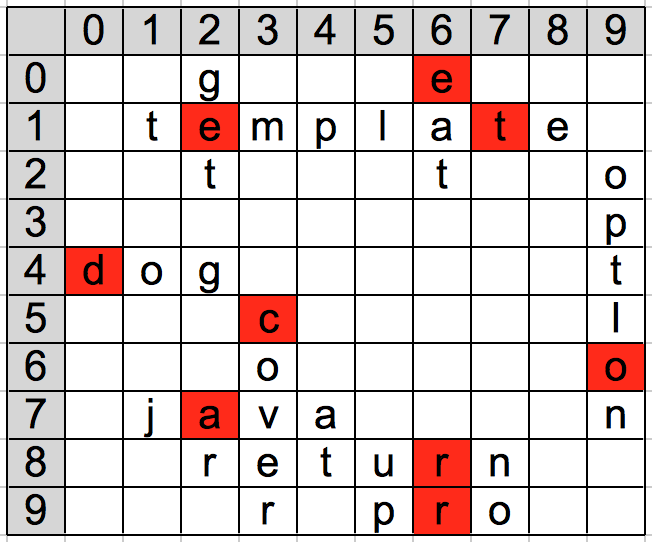 0 1 2 3 4 5 6 7 8 9
0 g e
1 t e m p l a t e
2 t t o
3 p
4 d o g t
5 c l
6 o o
7 j a v a n
8 r e t u r n
9 r p r o